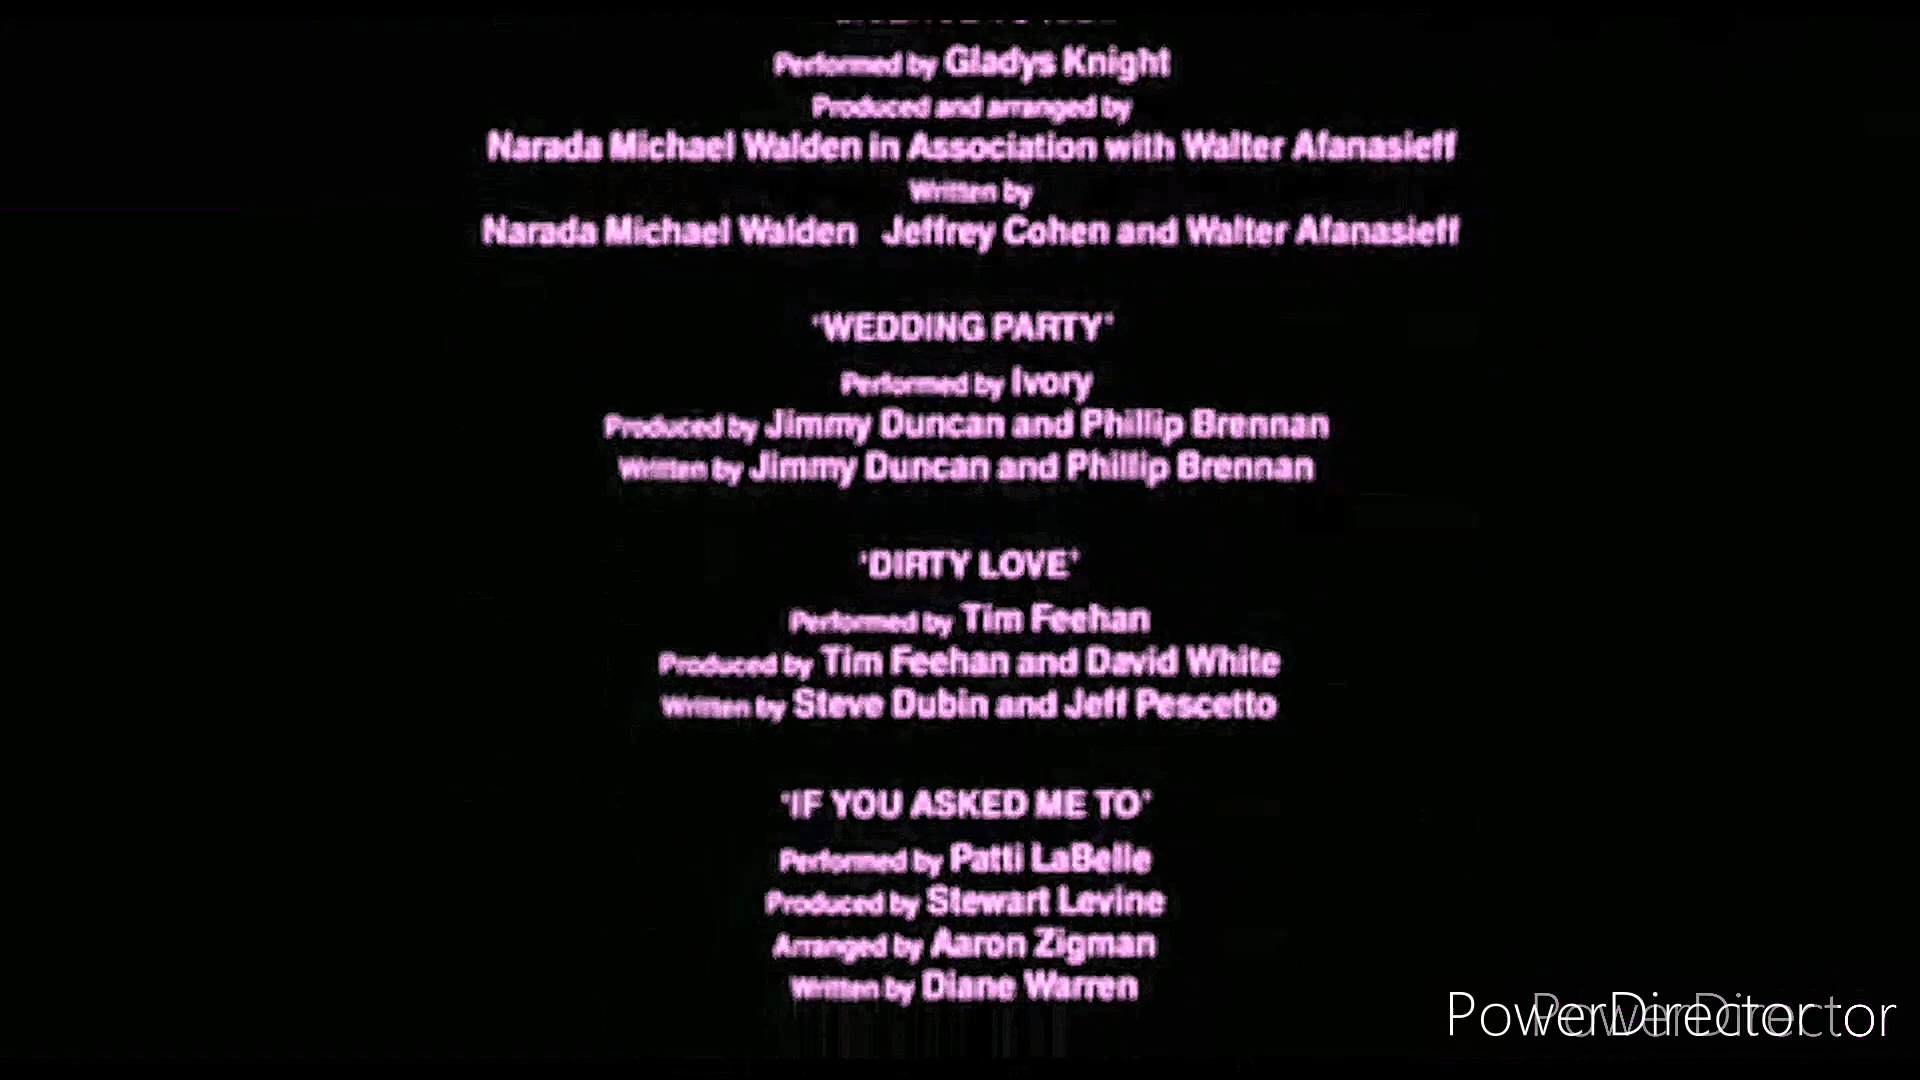 Performed by Gladys Knight
Produced and arranged by
Narada Michael Walden in Association with Walter Afanasieff
Written by
Narada Michael Walden Jeffrey Cohen and Walter Afanasieff
"WEDDING PARTY"
Performed by Ivory
Produced by Jimmy Duncan and Phillip Brennan
Written by Jimmy Duncan and Phillip Brennan
"DIRTY LOVE"
Performed by Tim Feehan
Produced by Tim Feehan and David White
Written by Steve Dubin and Jeff Pescetto
"IF YOU ASKED ME TO"
Performed by Patti LaBelle
Produced by Stewart Levine
Arranged by Aaron Zigman
Written by Diane Warren
PowerDirector
PowerDirector